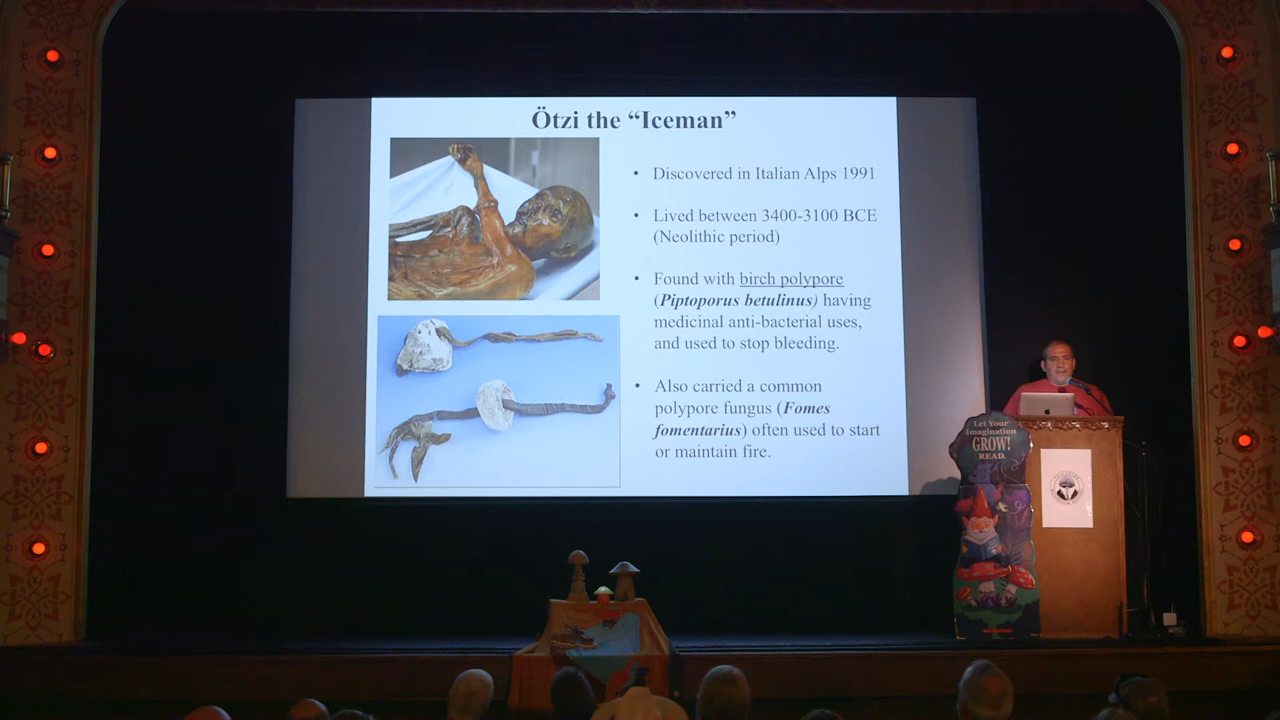 Ötzi the “Iceman”
• Discovered in Italian Alps 1991
• Lived between 3400-3100 BCE
(Neolithic period)
• Found with birch polypore
(Piptoporus betulinus) having
medicinal anti-bacterial uses,
and used to stop bleeding.
• Also carried a common
polypore fungus (Fomes
fomentarius) often used to start
or maintain fire.
Let Your
imagination
GROW!
READ.